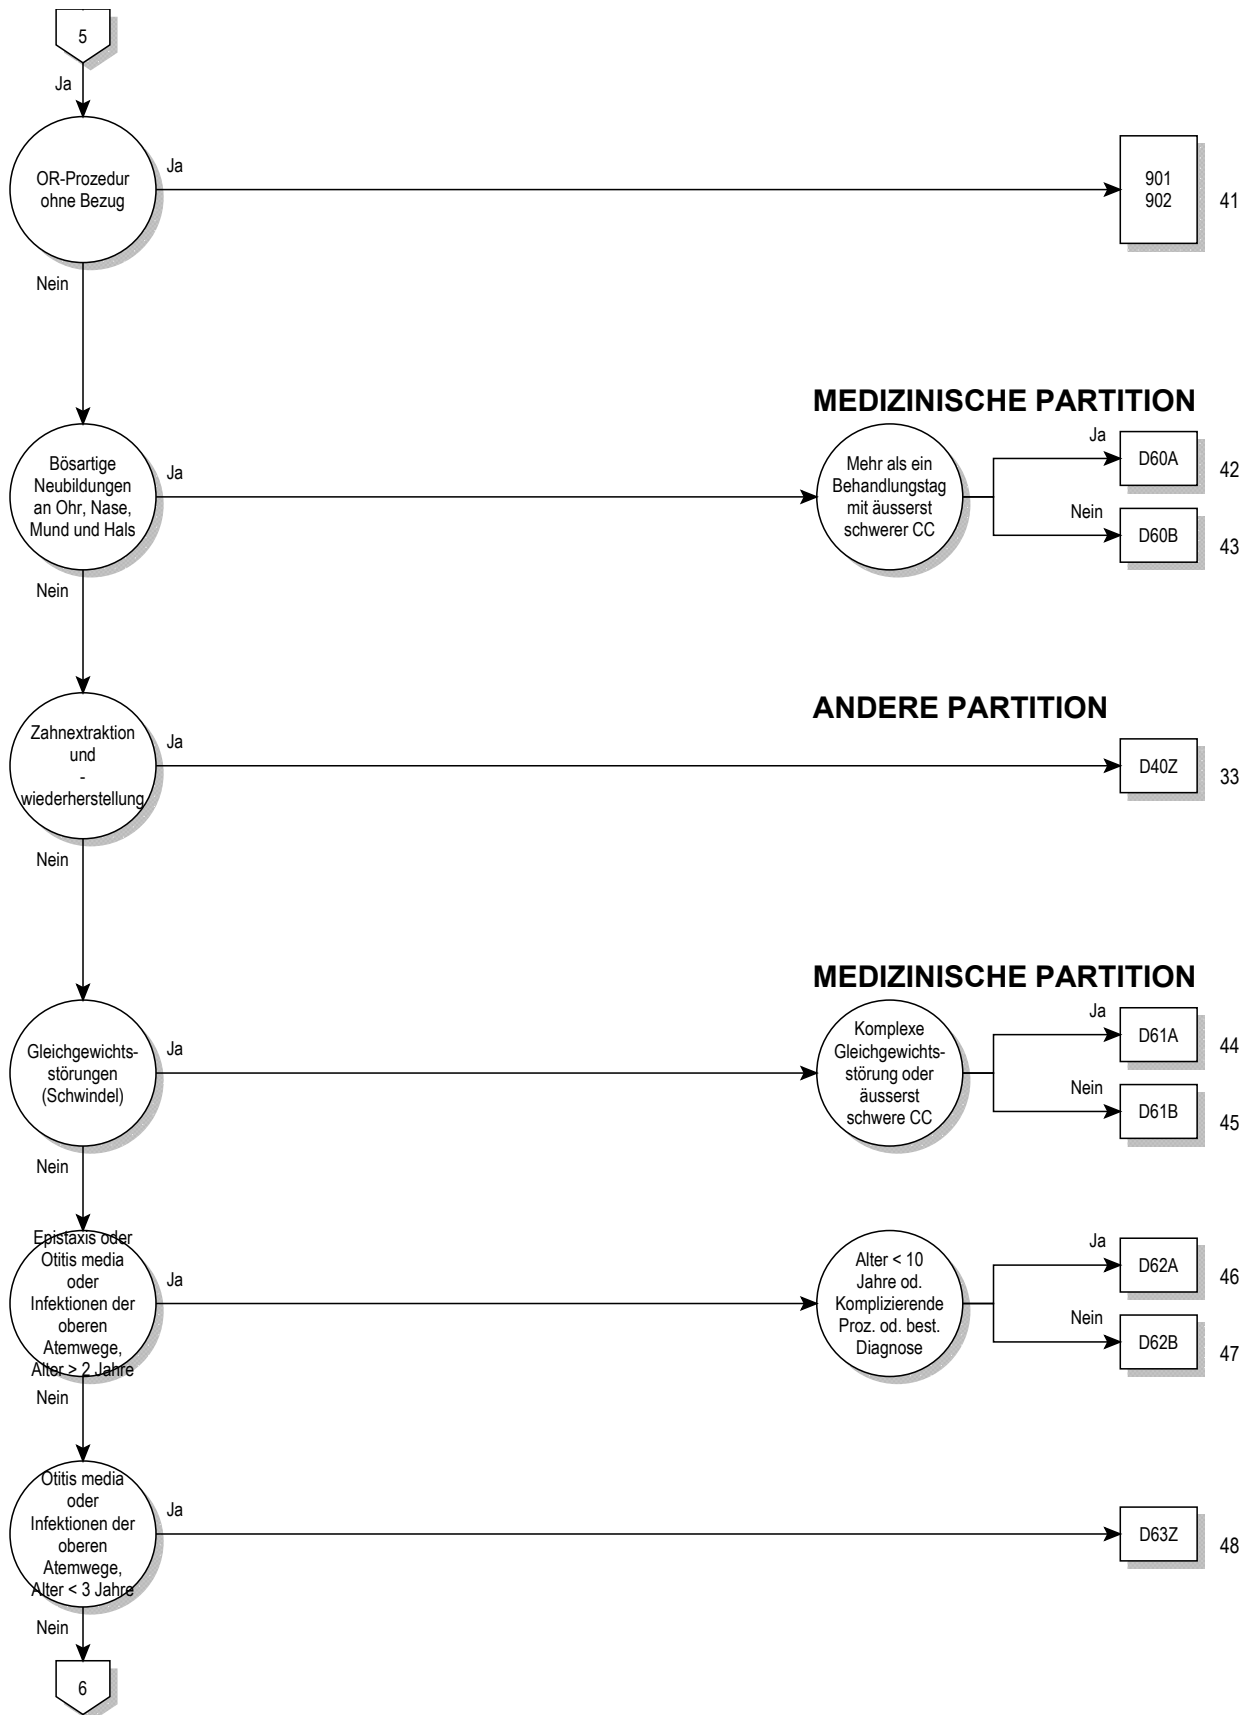 5
Ja
OR-Prozedur
ohne Bezug
Ja
901
902
41
Nein
MEDIZINISCHE PARTITION
Bösartige
Neubildungen
an Ohr, Nase,
Mund und Hals
Ja
Mehr als ein
Behandlungstag
mit äusserst
schwerer CC
Ja
D60A
42
Nein
D60B
43
Nein
ANDERE PARTITION
Zahnextraktion
und
-
wiederherstellung
Ja
D40Z
33
Nein
MEDIZINISCHE PARTITION
Gleichgewichts-
störungen
(Schwindel)
Ja
Komplexe
Gleichgewichts-
störung oder
äusserst
schwere CC
Ja
D61A
44
Nein
D61B
45
Nein
Epistaxis oder
Otitis media
oder
Infektionen der
oberen
Atemwege,
Alter > 2 Jahre
Ja
Alter < 10
Jahre od.
Komplizierende
Proz. od. best.
Diagnose
Ja
D62A
46
Nein
D62B
47
Nein
Otitis media
oder
Infektionen der
oberen
Atemwege,
Alter < 3 Jahre
Ja
D63Z
48
Nein
6